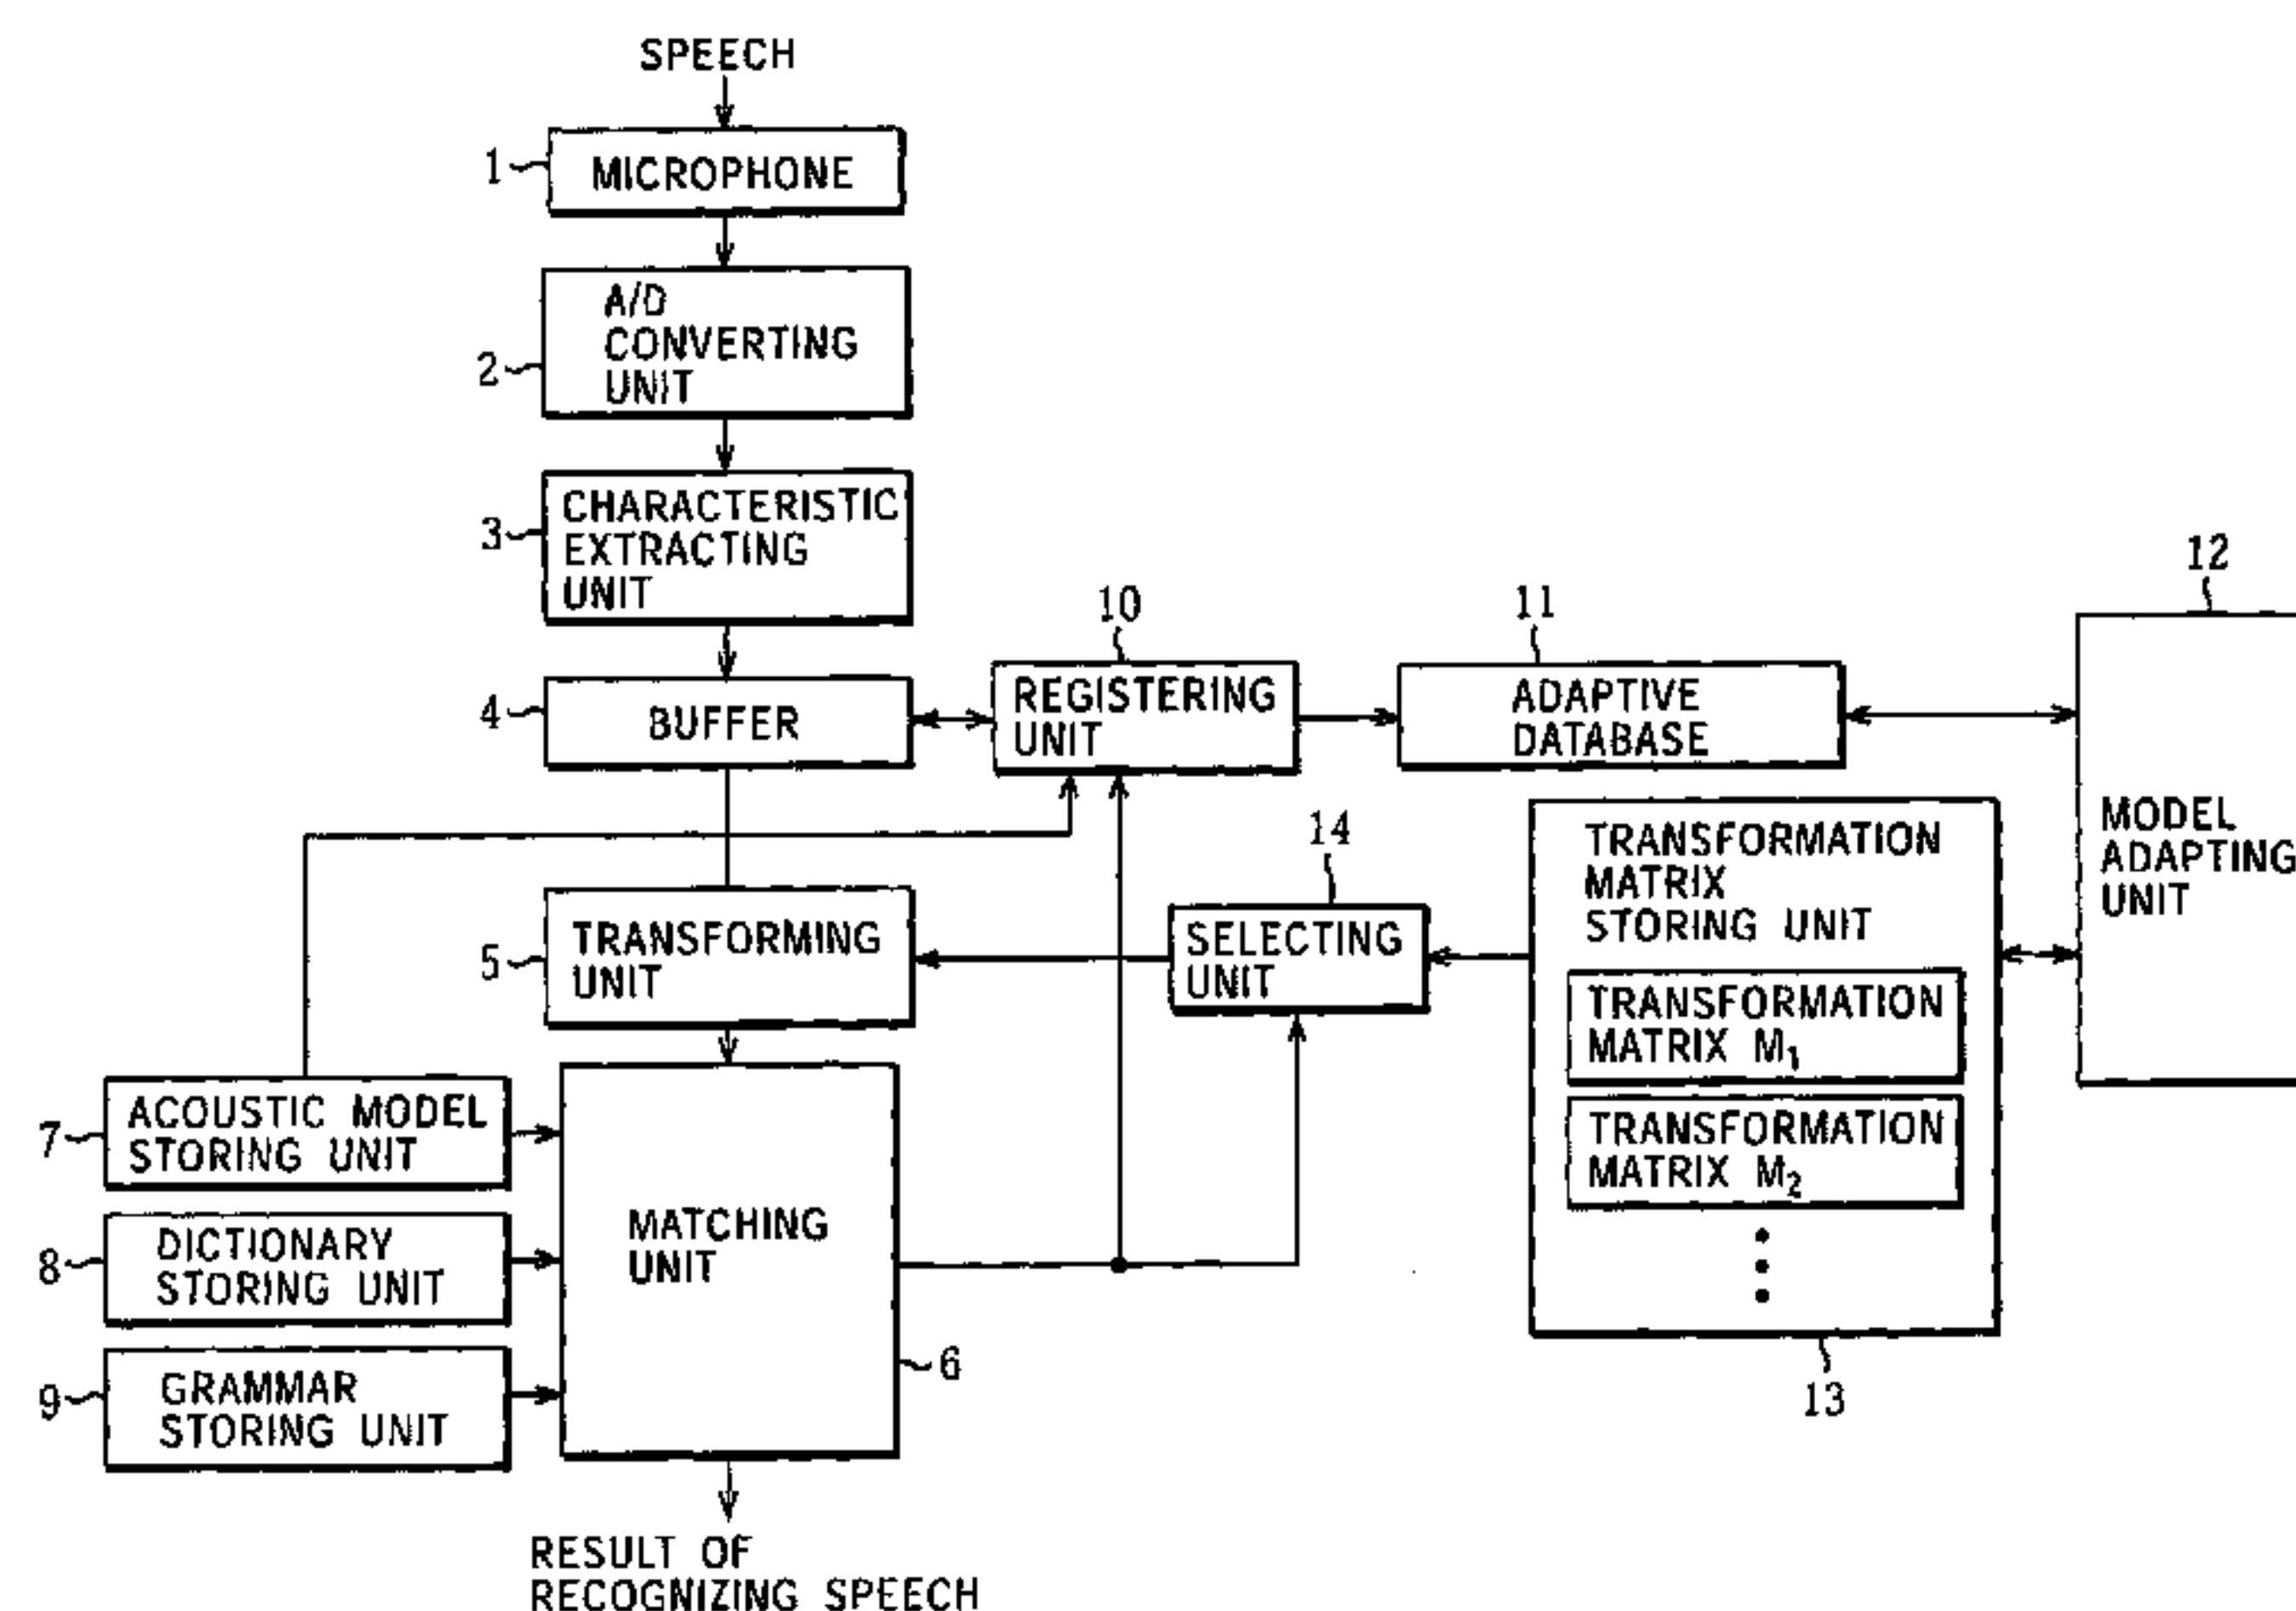 SPEECH
1
MICROPHONE
2
A/D
CONVERTING
UNIT
3
CHARACTERISTIC
EXTRACTING
UNIT
4
BUFFER
10
REGISTERING
UNIT
11
ADAPTIVE
DATABASE
12
MODEL
ADAPTING
UNIT
5
TRANSFORMING
UNIT
14
SELECTING
UNIT
TRANSFORMATION
MATRIX
STORING UNIT
TRANSFORMATION
MATRIX M₁
TRANSFORMATION
MATRIX M₂
13
7
ACOUSTIC MODEL
STORING UNIT
8
DICTIONARY
STORING UNIT
9
GRAMMAR
STORING UNIT
MATCHING
UNIT
6
RESULT OF
RECOGNIZING SPEECH